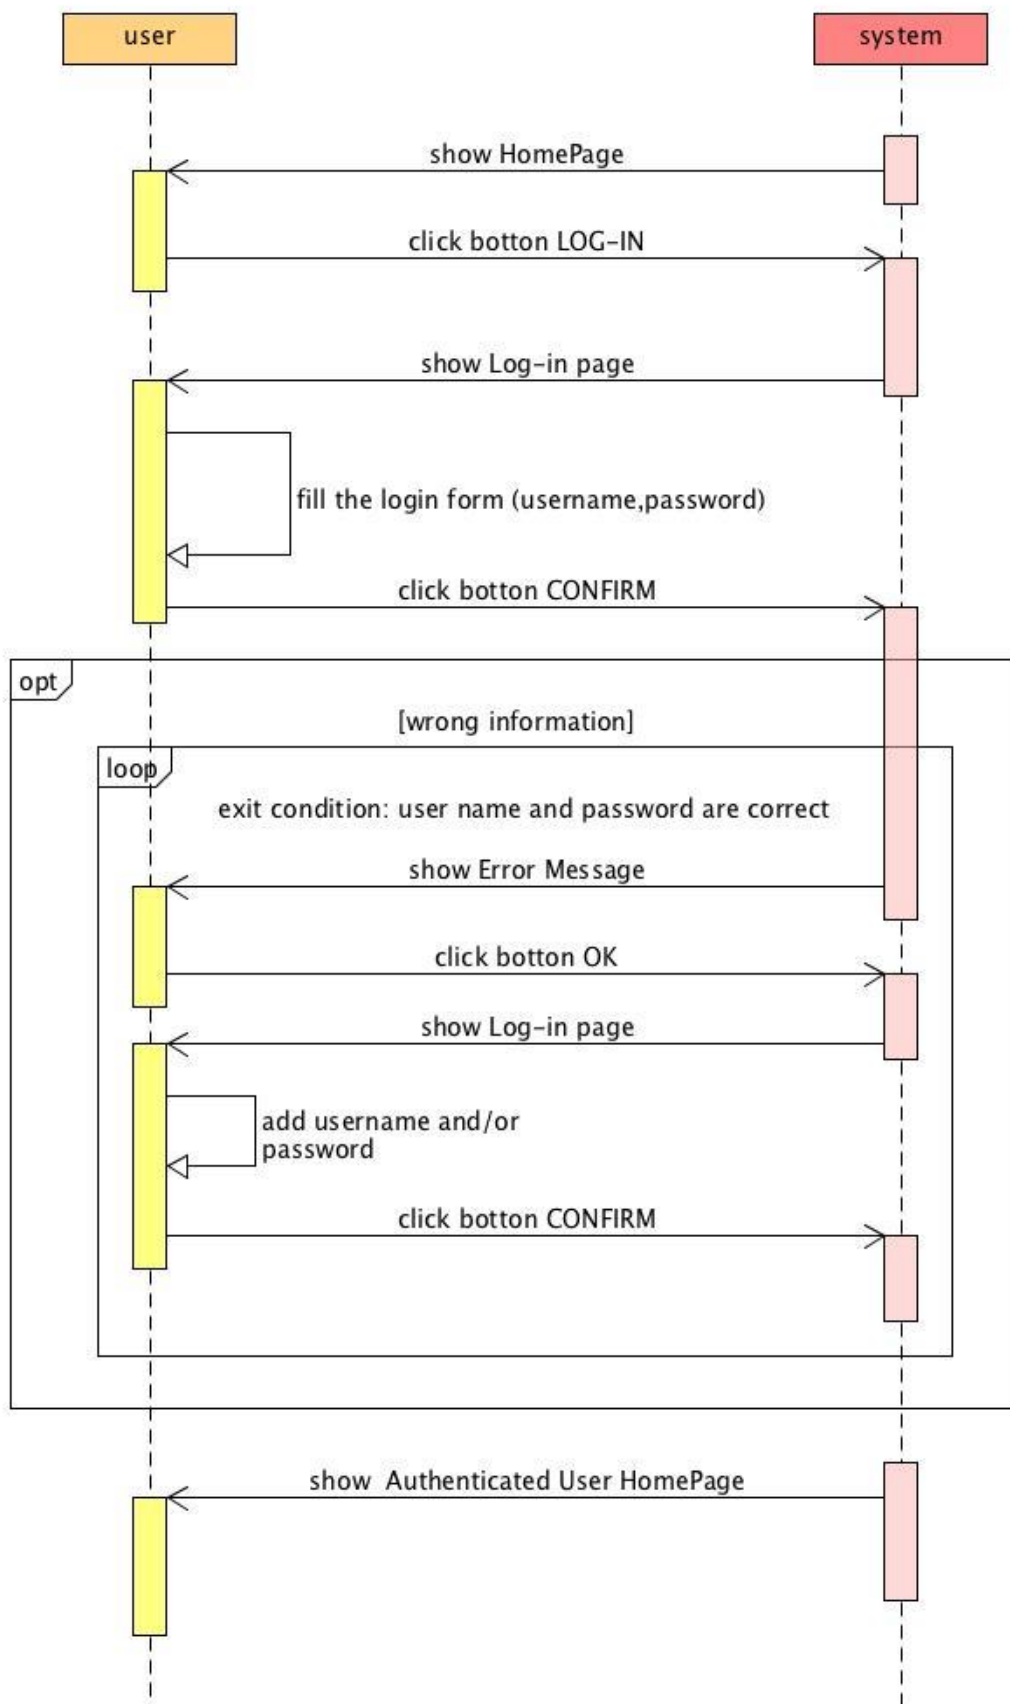 user
system
show HomePage
click botton LOG-IN
show Log-in page
fill the login form (username,password)
click botton CONFIRM
opt
[wrong information]
loop
exit condition: user name and password are correct
show Error Message
click botton OK
show Log-in page
add username and/or
password
click botton CONFIRM
show  Authenticated User HomePage